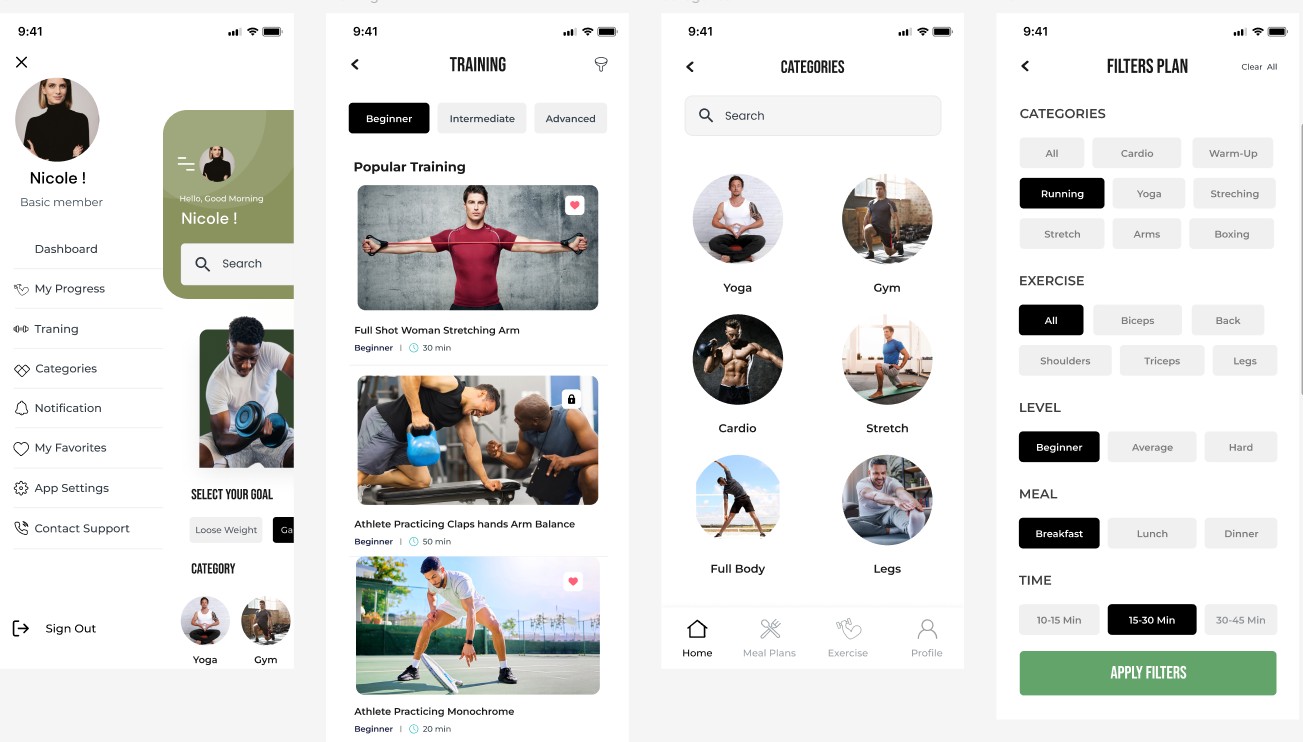 9:41
Nicole !
Basic member
Dashboard
My Progress
Traning
Categories
Notification
My Favorites
App Settings
Contact Support
Sign Out
Hello, Good Morning
Nicole !
Search
SELECT YOUR GOAL
Loose Weight
Ga
CATEGORY
Yoga
Gym
9:41
TRAINING
Beginner
Intermediate
Advanced
Popular Training
Full Shot Woman Stretching Arm
Beginner | 30 min
Athlete Practicing Claps hands Arm Balance
Beginner | 50 min
Athlete Practicing Monochrome
Beginner | 20 min
9:41
CATEGORIES
Search
Yoga
Gym
Cardio
Stretch
Full Body
Legs
Home
Meal Plans
Exercise
Profile
9:41
FILTERS PLAN
Clear All
CATEGORIES
All
Cardio
Warm-Up
Running
Yoga
Streching
Stretch
Arms
Boxing
EXERCISE
All
Biceps
Back
Shoulders
Triceps
Legs
LEVEL
Beginner
Average
Hard
MEAL
Breakfast
Lunch
Dinner
TIME
10-15 Min
15-30 Min
30-45 Min
APPLY FILTERS